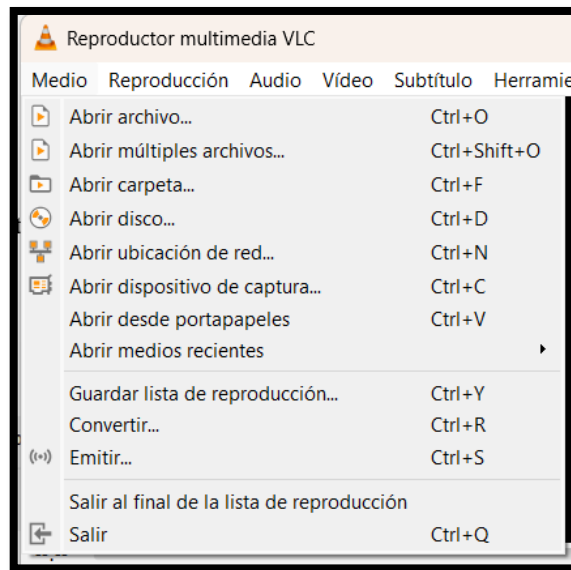 Reproductor multimedia VLC
Medio Reproducción Audio Vídeo Subtítulo Herramie
Abrir archivo... Ctrl+O
Abrir múltiples archivos... Ctrl+Shift+O
Abrir carpeta... Ctrl+F
Abrir disco... Ctrl+D
Abrir ubicación de red... Ctrl+N
Abrir dispositivo de captura... Ctrl+C
Abrir desde portapapeles Ctrl+V
Abrir medios recientes
Guardar lista de reproducción... Ctrl+Y
Convertir... Ctrl+R
Emitir... Ctrl+S
Salir al final de la lista de reproducción
Salir Ctrl+Q